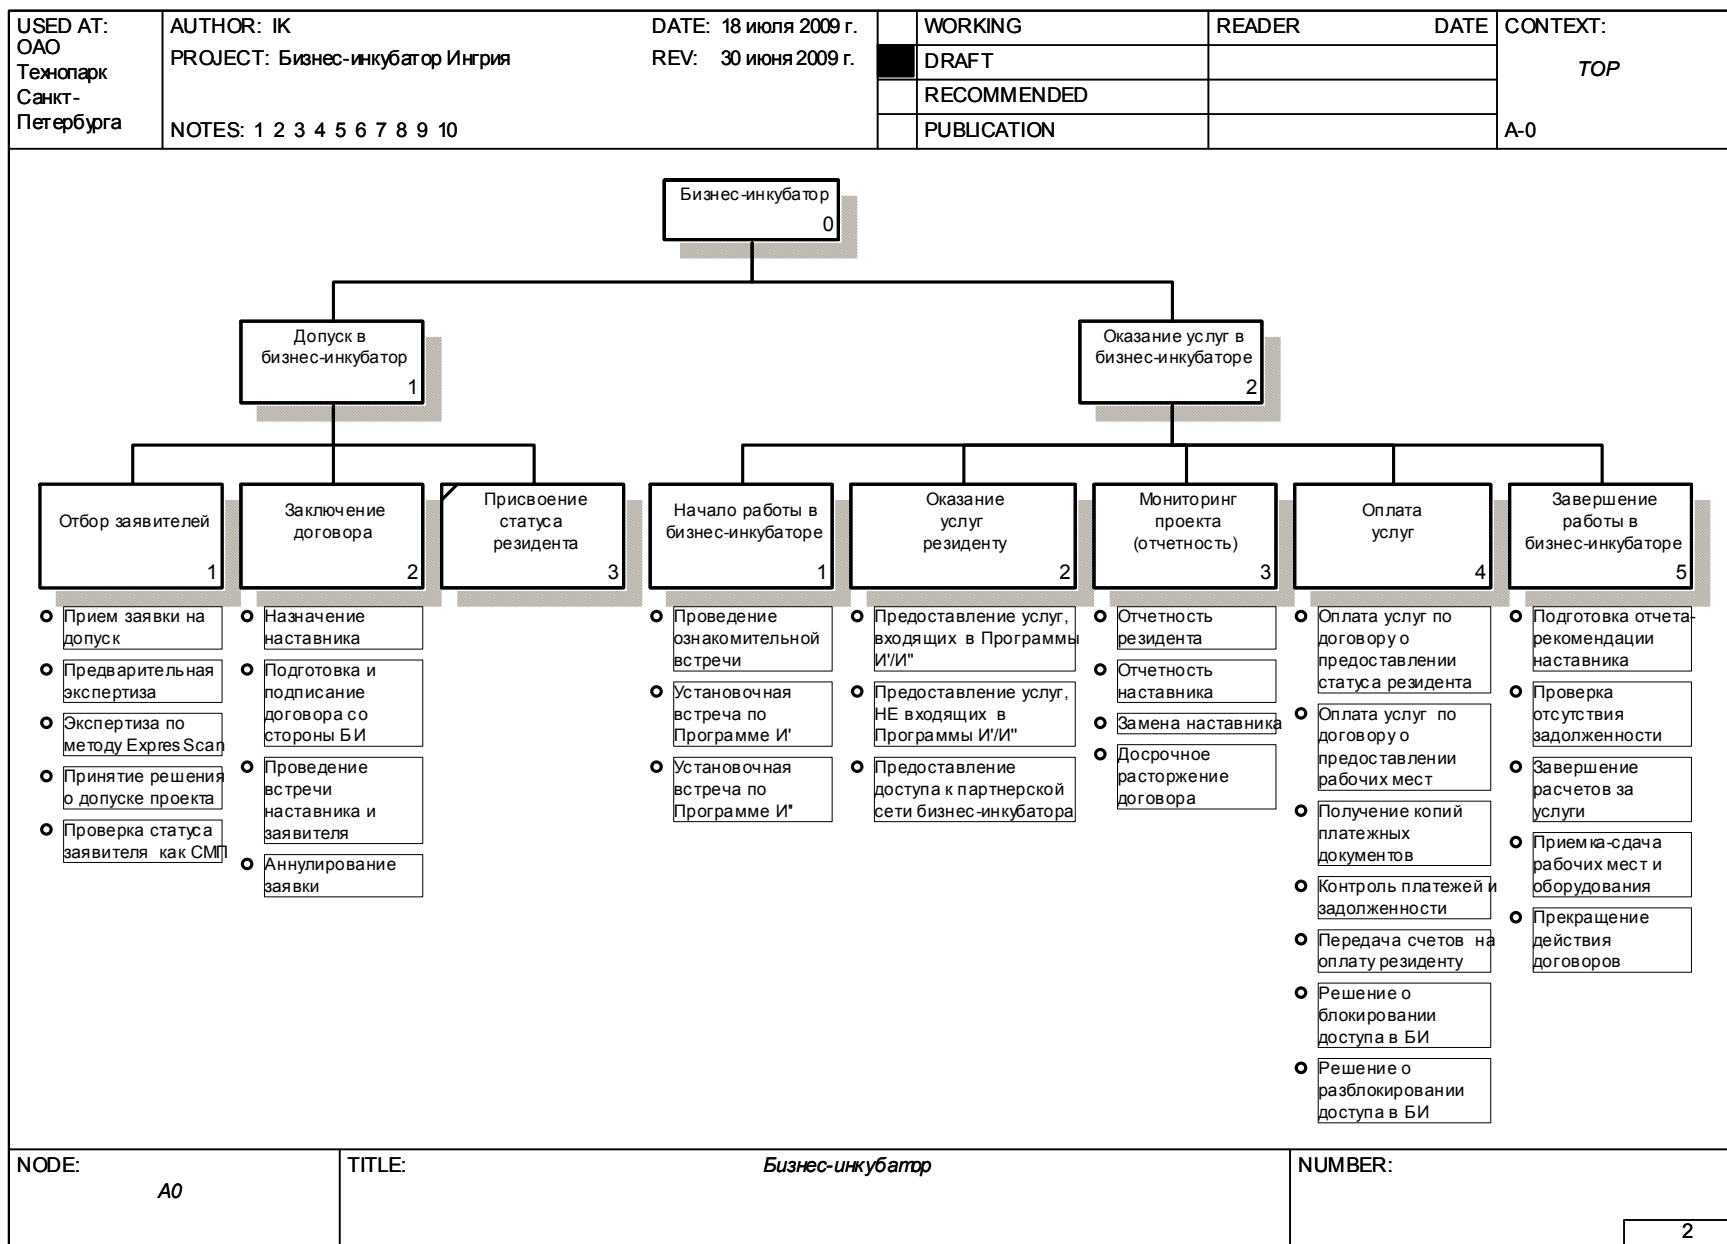 USED AT:
ОАО
Технопарк
Санкт-
Петербурга
AUTHOR: IK
DATE: 18 июля 2009 г.
PROJECT: Бизнес-инкубатор Ингрия
REV: 30 июня 2009 г.
NOTES: 1 2 3 4 5 6 7 8 9 10
WORKING
DRAFT
RECOMMENDED
PUBLICATION
READER DATE
CONTEXT:
TOP
A-0
Бизнес-инкубатор
0
Допуск в
бизнес-инкубатор
1
Оказание услуг в
бизнес-инкубаторе
2
Отбор заявителей
1
Заключение
договора
2
Присвоение
статуса
резидента
3
Начало работы в
бизнес-инкубаторе
1
Оказание
услуг
резиденту
2
Мониторинг
проекта
(отчетность)
3
Оплата
услуг
4
Завершение
работы в
бизнес-инкубаторе
5
Прием заявки на
допуск
Предварительная
экспертиза
Экспертиза по
методу Expres Scan
Принятие решения
о допуске проекта
Проверка статуса
заявителя как СМП
Назначение
наставника
Подготовка и
подписание
договора со
стороны БИ
Проведение
встречи
наставника и
заявителя
Аннулирование
заявки
Проведение
ознакомительной
встречи
Установочная
встреча по
Программе И'
Установочная
встреча по
Программе И"
Предоставление услуг,
входящих в Программы
И'/И"
Предоставление услуг,
НЕ входящих в
Программы И'/И"
Предоставление
доступа к партнерской
сети бизнес-инкубатора
Отчетность
резидента
Отчетность
наставника
Замена наставника
Досрочное
расторжение
договора
Оплата услуг по
договору о
предоставлении
статуса резидента
Оплата услуг по
договору о
предоставлении
рабочих мест
Получение копий
платежных
документов
Контроль платежей и
задолженности
Передача счетов на
оплату резиденту
Решение о
блокировании
доступа в БИ
Решение о
разблокировании
доступа в БИ
Подготовка отчета-
рекомендации
наставника
Проверка
отсутствия
задолженности
Завершение
расчетов за
услуги
Приемка-сдача
рабочих мест и
оборудования
Прекращение
действия
договоров
NODE:
A0
TITLE:
Бизнес-инкубатор
NUMBER:
2